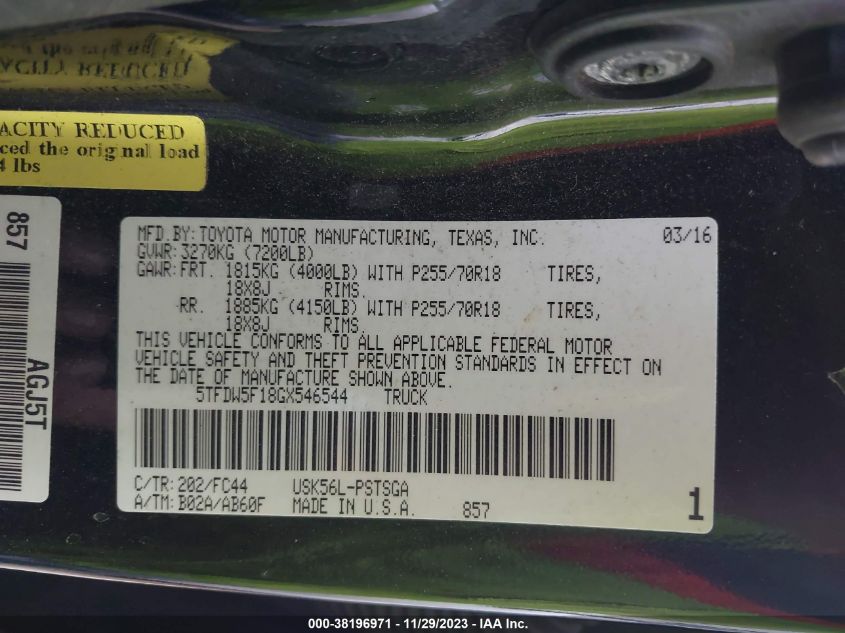 YCITY REDUCED
ACITY REDUCED
ced the original load
4 lbs
857
AGJ5T
MFD.BY:TOYOTA MOTOR MANUFACTURING, TEXAS, INC. 03/16
GVWR:3270KG (7200LB)
GAWR:FRT. 1815KG (4000LB) WITH P255/70R18 TIRES,
18X8J RIMS.
RR. 1885KG (4150LB) WITH P255/70R18 TIRES,
18X8J RIMS.
THIS VEHICLE CONFORMS TO ALL APPLICABLE FEDERAL MOTOR
VEHICLE SAFETY AND THEFT PREVENTION STANDARDS IN EFFECT ON
THE DATE OF MANUFACTURE SHOWN ABOVE.
5TFDW5F18GX546544 TRUCK
C/TR:202/FC44 USK56L-PSTSGA
A/TM:B02A/AB60F MADE IN U.S.A. 857
1
000-38196971 - 11/29/2023 - IAA Inc.